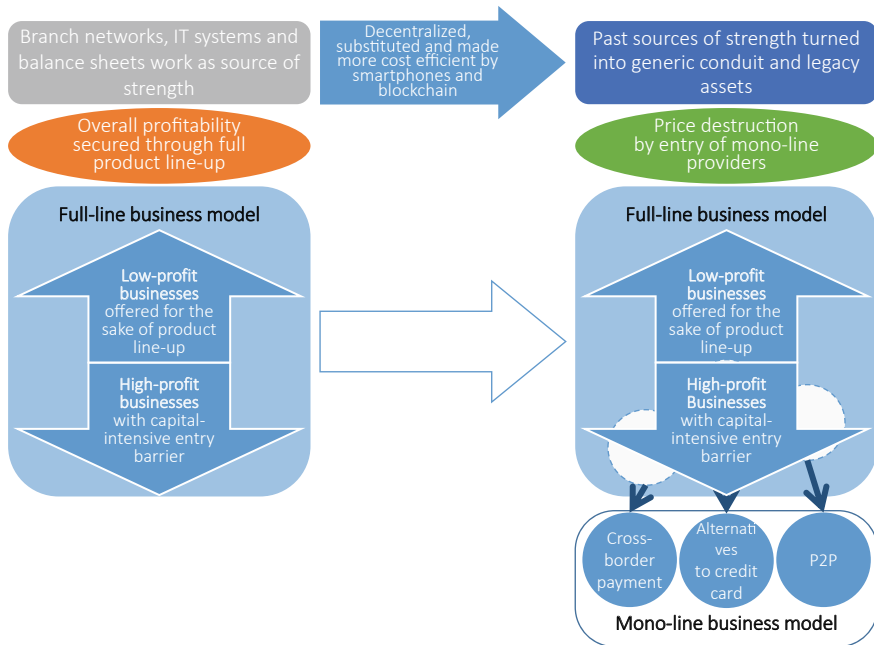 Branch networks, IT systems and
balance sheets work as source of
strength
Decentralized,
substituted and made
more cost efficient by
smartphones and
blockchain
Past sources of strength turned
into generic conduit and legacy
assets
Overall profitability
secured through full
product line-up
Price destruction
by entry of mono-line
providers
Full-line business model
Low-profit
businesses
offered for the
sake of product
line-up
High-profit
businesses
with capital-
intensive entry
barrier
Full-line business model
Low-profit
businesses
offered for the
sake of product
line-up
High-profit
Businesses
with capital-
intensive entry
barrier
Cross-
border
payment
Alternati
ves
to credit
card
P2P
Mono-line business model